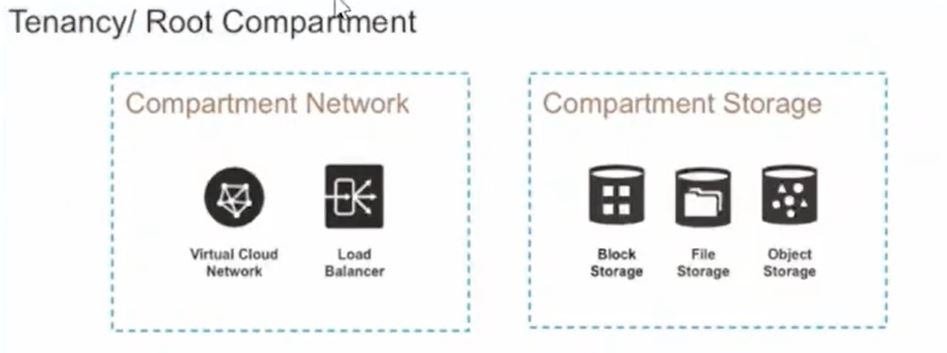 Tenancy/ Root Compartment
Compartment Network
Virtual Cloud
Network
Load
Balancer
Compartment Storage
Block
Storage
File
Storage
Object
Storage